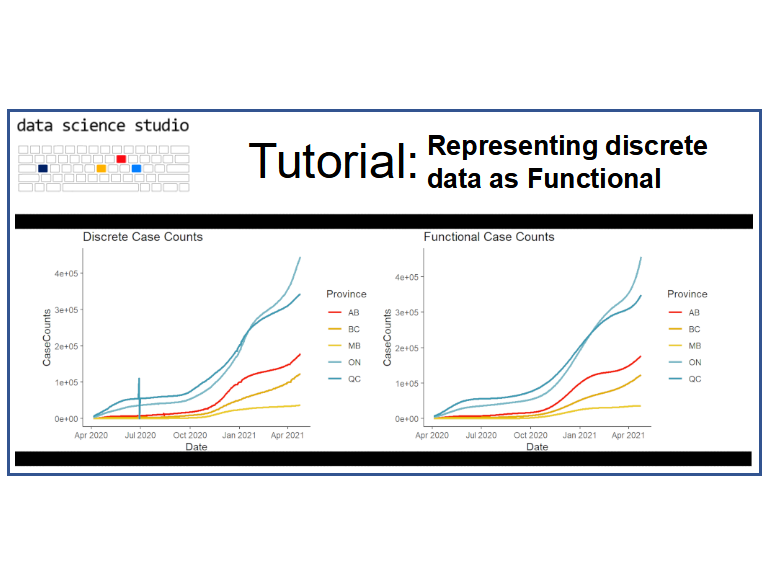 data science studio
Tutorial:
Representing discrete
data as Functional
Discrete Case Counts
CaseCounts
4e+05
3e+05
2e+05
1e+05
0e+00
Apr 2020 Jul 2020 Oct 2020 Jan 2021 Apr 2021
Date
Province
AB
BC
MB
ON
QC
Functional Case Counts
CaseCounts
4e+05
3e+05
2e+05
1e+05
0e+00
Apr 2020 Jul 2020 Oct 2020 Jan 2021 Apr 2021
Date
Province
AB
BC
MB
ON
QC